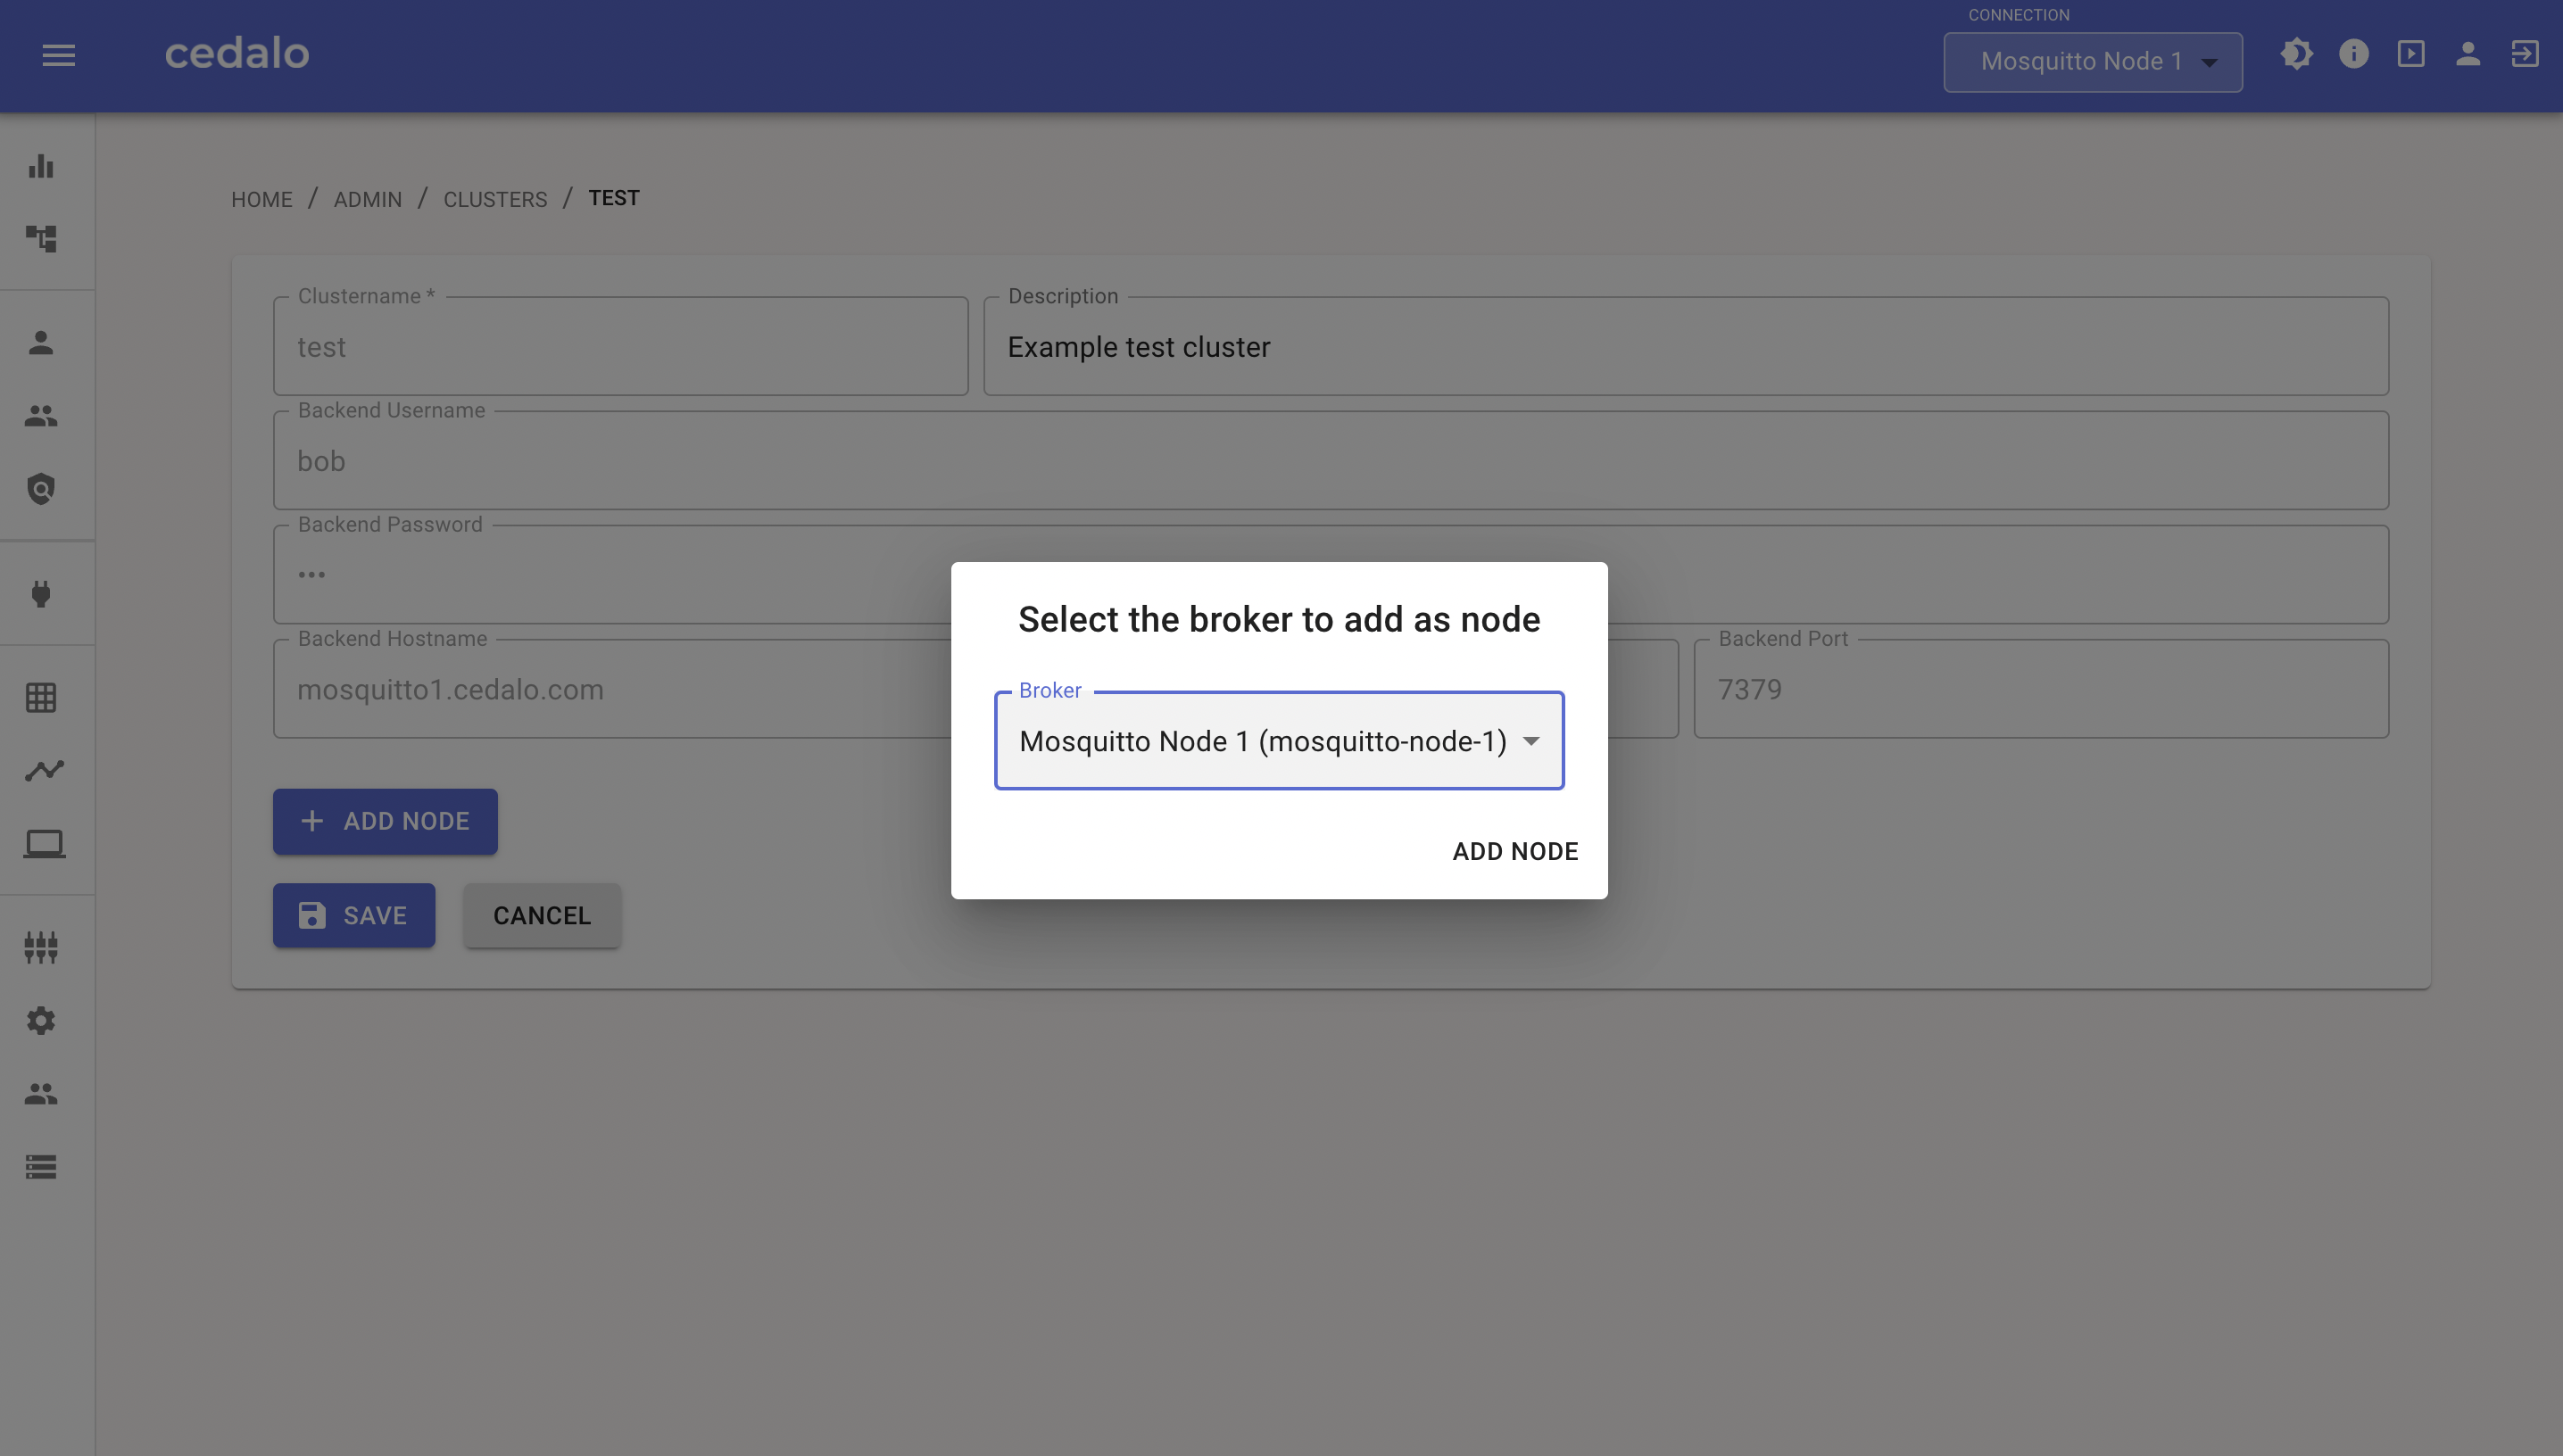 cedalo
CONNECTION
Mosquitto Node 1
HOME / ADMIN / CLUSTERS / TEST
Clustername *
test
Description
Example test cluster
Backend Username
bob
Backend Password
•••
Backend Hostname
mosquitto1.cedalo.com
Backend Port
7379
ADD NODE
SAVE
CANCEL
Select the broker to add as node
Broker
Mosquitto Node 1 (mosquitto-node-1)
ADD NODE